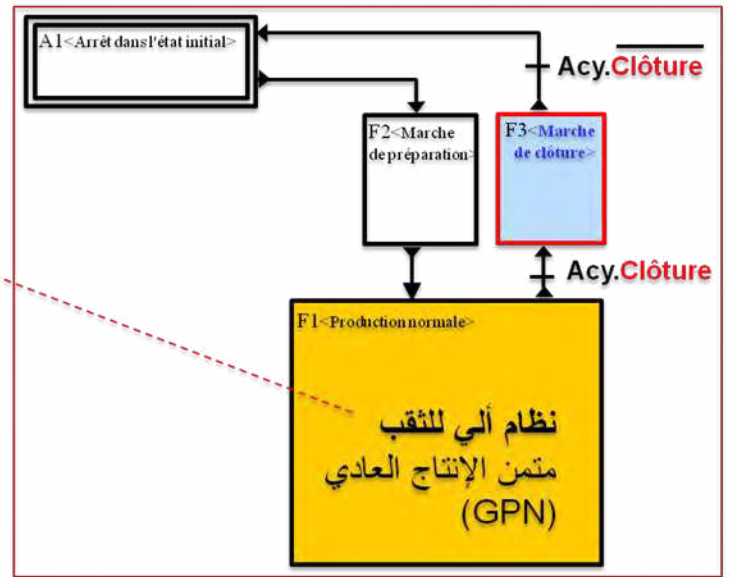 A1<Arrêt dans l'état initial>
Acy.Clôture
F2<Marche
de préparation>
F3<Marche
de clôture>
Acy.Clôture
F1<Production normale>
نظام ألي للثقب
متمن الإنتاج العادي
(GPN)